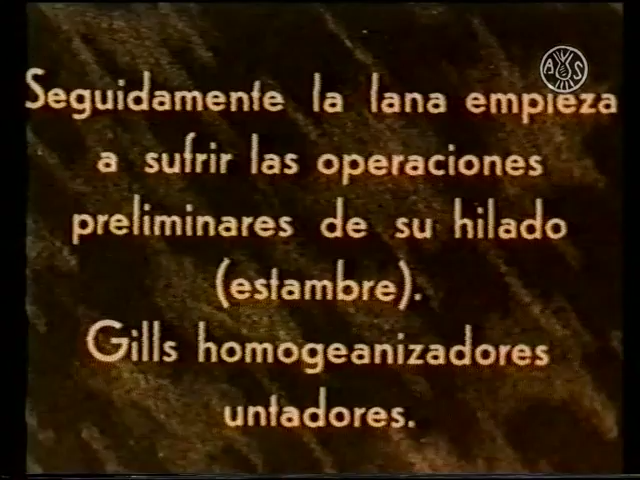 A S
Seguidamente la lana empieza
a sufrir las operaciones
preliminares de su hilado
(estambre).
Gills homogeanizadores
untadores.